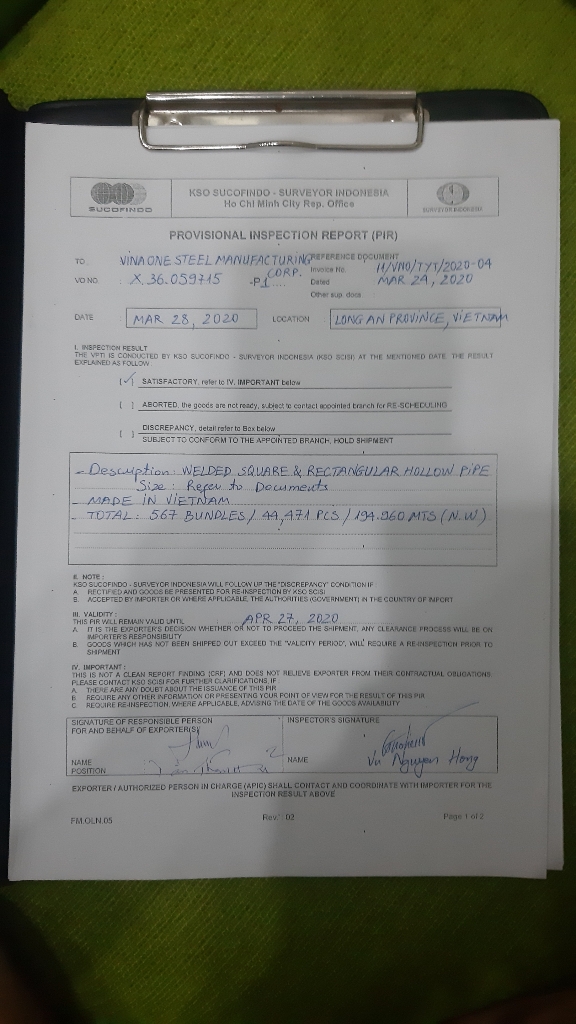 SUCOFINDO
KSO SUCOFINDO - SURVEYOR INDONESIA
Ho Chi Minh City Rep. Office
SURVEYOR INDONESIA
PROVISIONAL INSPECTION REPORT (PIR)
TO VINAONE STEEL MANUFACTURING CORP.
VO NO. X.36.059715 -P1
REFERENCE DOCUMENT
Invoice No. H/VNO/TYT/2020-04
Dated MAR 24, 2020
Other sup. docs
DATE MAR 28, 2020 LOCATION LONG AN PROVINCE, VIETNAM
I. INSPECTION RESULT
THE VPTI IS CONDUCTED BY KSO SUCOFINDO - SURVEYOR INDONESIA (KSO SCISI) AT THE MENTIONED DATE. THE RESULT
EXPLAINED AS FOLLOW
[✓] SATISFACTORY, refer to IV. IMPORTANT below
[ ] ABORTED, the goods are not ready, subject to contact appointed branch for RE-SCHEDULING
[ ] DISCREPANCY, detail refer to Box below
SUBJECT TO CONFORM TO THE APPOINTED BRANCH, HOLD SHIPMENT
- Description: WELDED SQUARE & RECTANGULAR HOLLOW PIPE
Size: Refer to Documents
- MADE IN VIETNAM
- TOTAL: 567 BUNDLES / 44,471 PCS / 194.960 MTS (N.W.)
II. NOTE :
KSO SUCOFINDO - SURVEYOR INDONESIA WILL FOLLOW UP THE "DISCREPANCY" CONDITION IF
A. RECTIFIED AND GOODS BE PRESENTED FOR RE-INSPECTION BY KSO SCISI
B. ACCEPTED BY IMPORTER OR WHERE APPLICABLE, THE AUTHORITIES (GOVERNMENT) IN THE COUNTRY OF IMPORT
III. VALIDITY :
THIS PIR WILL REMAIN VALID UNTIL APR 27, 2020
A. IT IS THE EXPORTER'S DECISION WHETHER OR NOT TO PROCEED THE SHIPMENT, ANY CLEARANCE PROCESS WILL BE ON
IMPORTER'S RESPONSIBILITY
B. GOODS WHICH HAS NOT BEEN SHIPPED OUT EXCEED THE "VALICITY PERIOD", WILL REQUIRE A RE-INSPECTION PRIOR TO
SHIPMENT
IV. IMPORTANT :
THIS IS NOT A CLEAN REPORT FINDING (CRF) AND DOES NOT RELIEVE EXPORTER FROM THEIR CONTRACTUAL OBLIGATIONS.
PLEASE CONTACT KSO SCISI FOR FURTHER CLARIFICATIONS, IF
A. THERE ARE ANY DOUBT ABOUT THE ISSUANCE OF THIS PIR
B. REQUIRE ANY OTHER INFORMATION OR PRESENTING YOUR POINT OF VIEW FOR THE RESULT OF THIS PIR
C. REQUIRE RE-INSPECTION, WHERE APPLICABLE, ADVISING THE DATE OF THE GOODS AVAILABILITY
SIGNATURE OF RESPONSIBLE PERSON
FOR AND BEHALF OF EXPORTER(S)
NAME
POSITION
INSPECTOR'S SIGNATURE
NAME Vu Nguyen Hong
EXPORTER / AUTHORIZED PERSON IN CHARGE (APIC) SHALL CONTACT AND COORDINATE WITH IMPORTER FOR THE
INSPECTION RESULT ABOVE
FM.OLN.05 Rev. : 02 Page 1 of 2